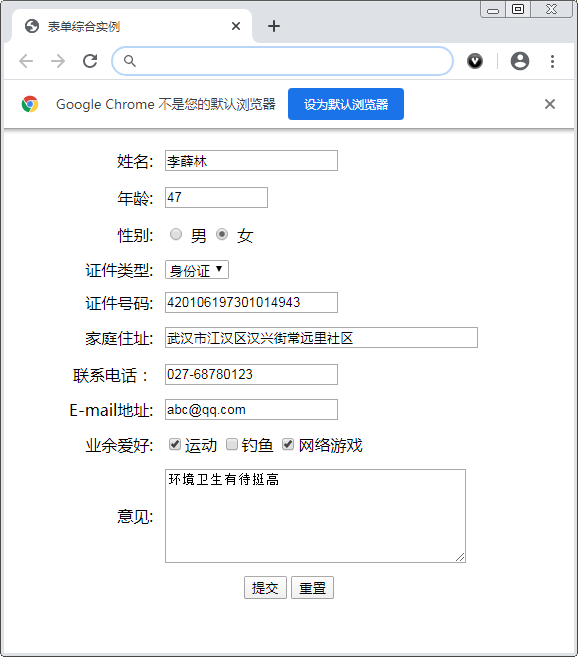 表单综合实例
Google Chrome 不是您的默认浏览器 设为默认浏览器
姓名: 李薛林
年龄: 47
性别: 男 女
证件类型: 身份证
证件号码: 420106197301014943
家庭住址: 武汉市江汉区汉兴街常远里社区
联系电话： 027-68780123
E-mail地址: abc@qq.com
业余爱好: 运动 钓鱼 网络游戏
意见: 环境卫生有待挺高
提交 重置